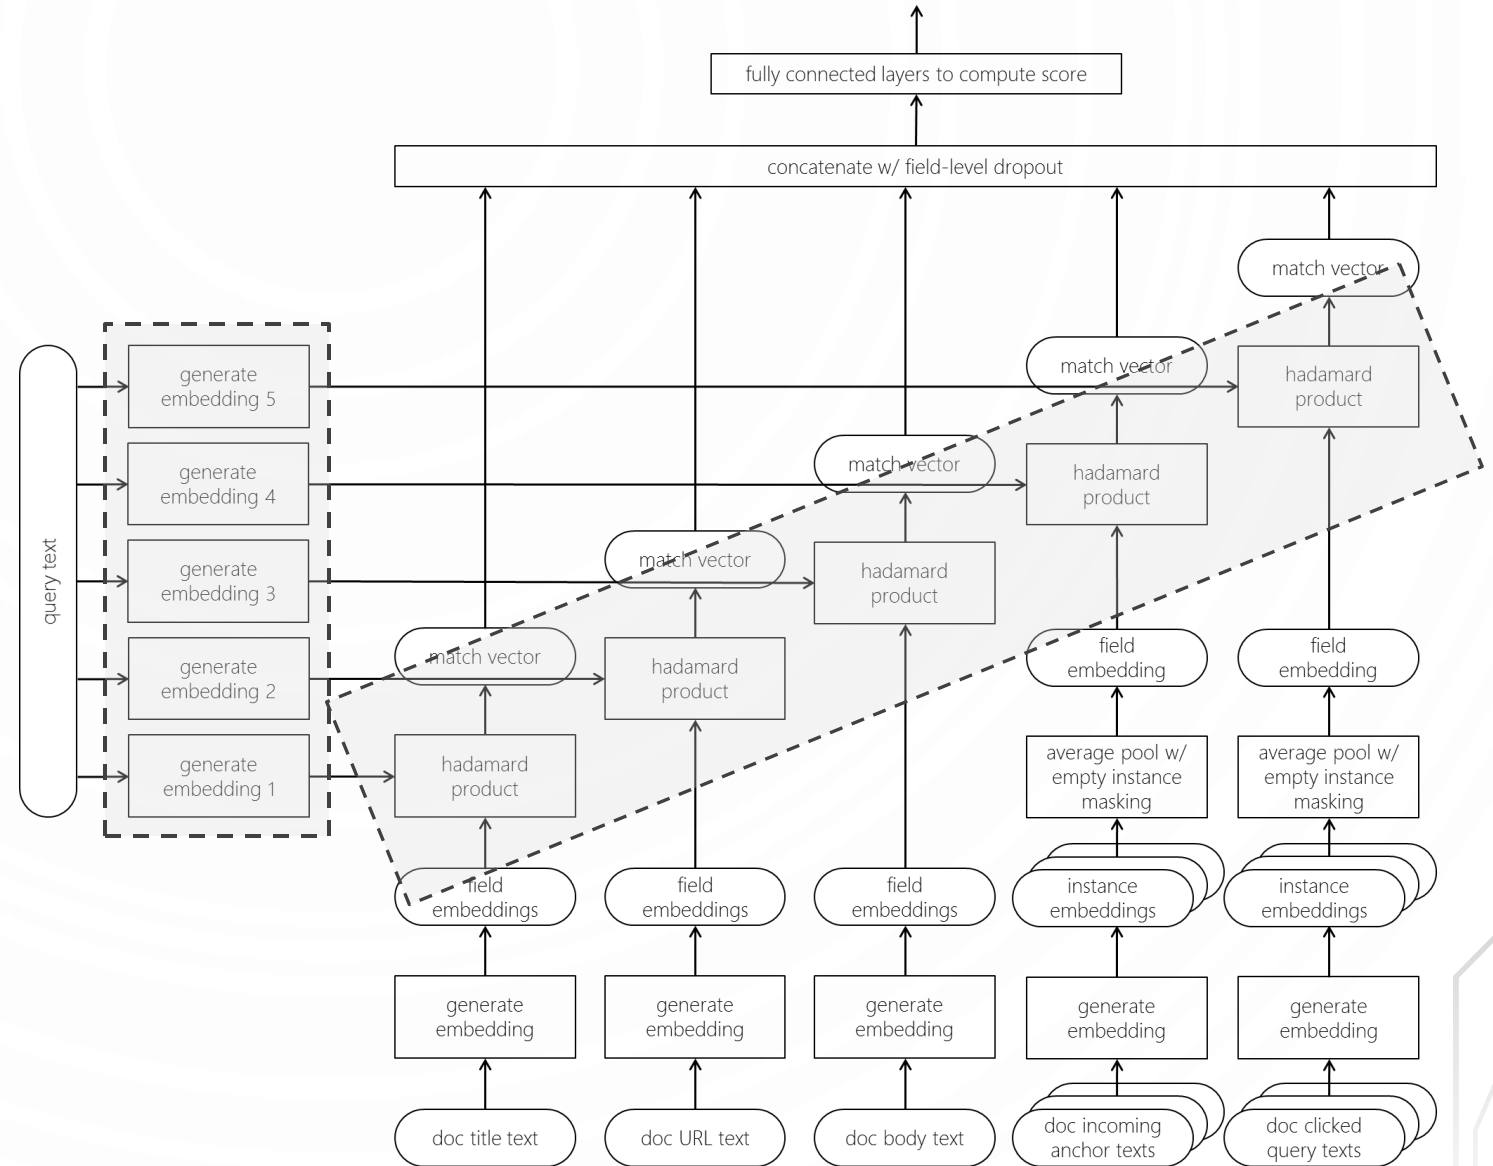 fully connected layers to compute score
concatenate w/ field-level dropout
match vector
match vector
match vector
match vector
match vector
query text
generate
embedding 5
generate
embedding 4
generate
embedding 3
generate
embedding 2
generate
embedding 1
hadamard
product
hadamard
product
hadamard
product
hadamard
product
hadamard
product
field
embedding
field
embedding
average pool w/
empty instance
masking
average pool w/
empty instance
masking
field
embeddings
field
embeddings
field
embeddings
instance
embeddings
instance
embeddings
generate
embedding
generate
embedding
generate
embedding
generate
embedding
generate
embedding
doc title text
doc URL text
doc body text
doc incoming
anchor texts
doc clicked
query texts